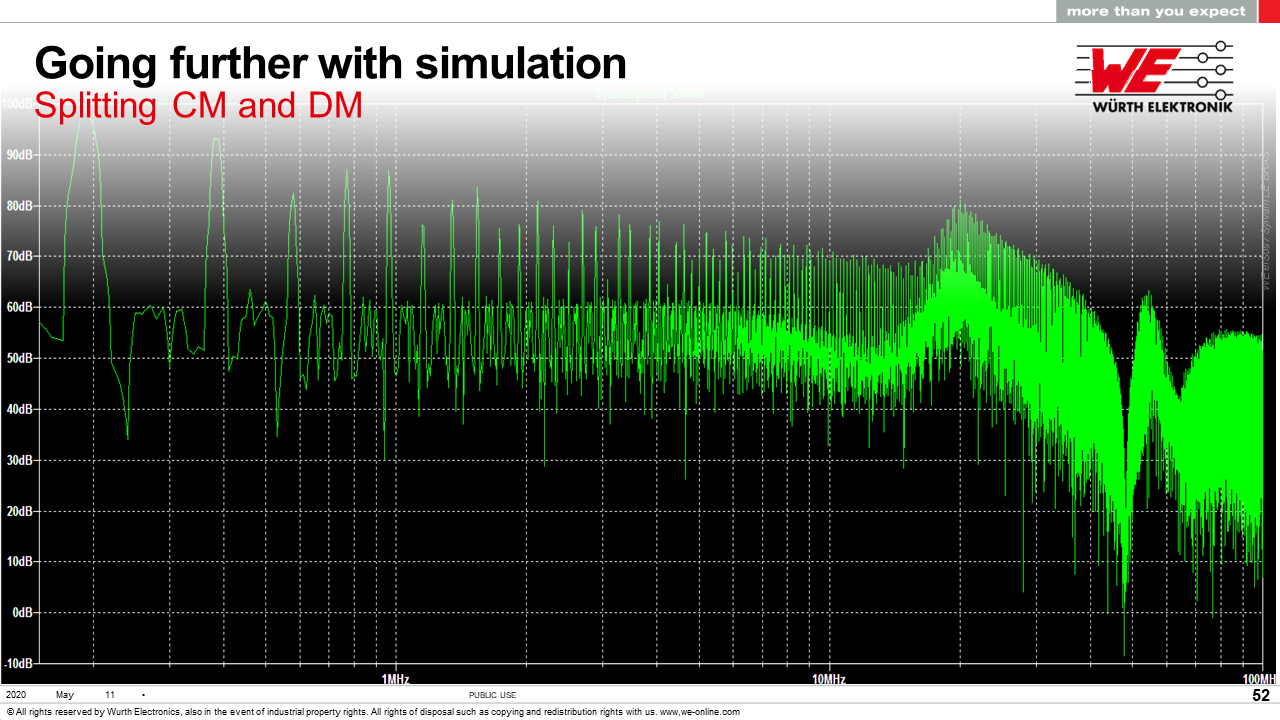 more than you expect
Going further with simulation
Splitting CM and DM
WE
WÜRTH ELEKTRONIK
100dB
90dB
80dB
70dB
60dB
50dB
40dB
30dB
20dB
10dB
0dB
-10dB
1MHz
10MHz
100MH
2020 May 11 •
PUBLIC USE
52
© All rights reserved by Wurth Electronics, also in the event of industrial property rights. All rights of disposal such as copying and redistribution rights with us. www,we-online.com